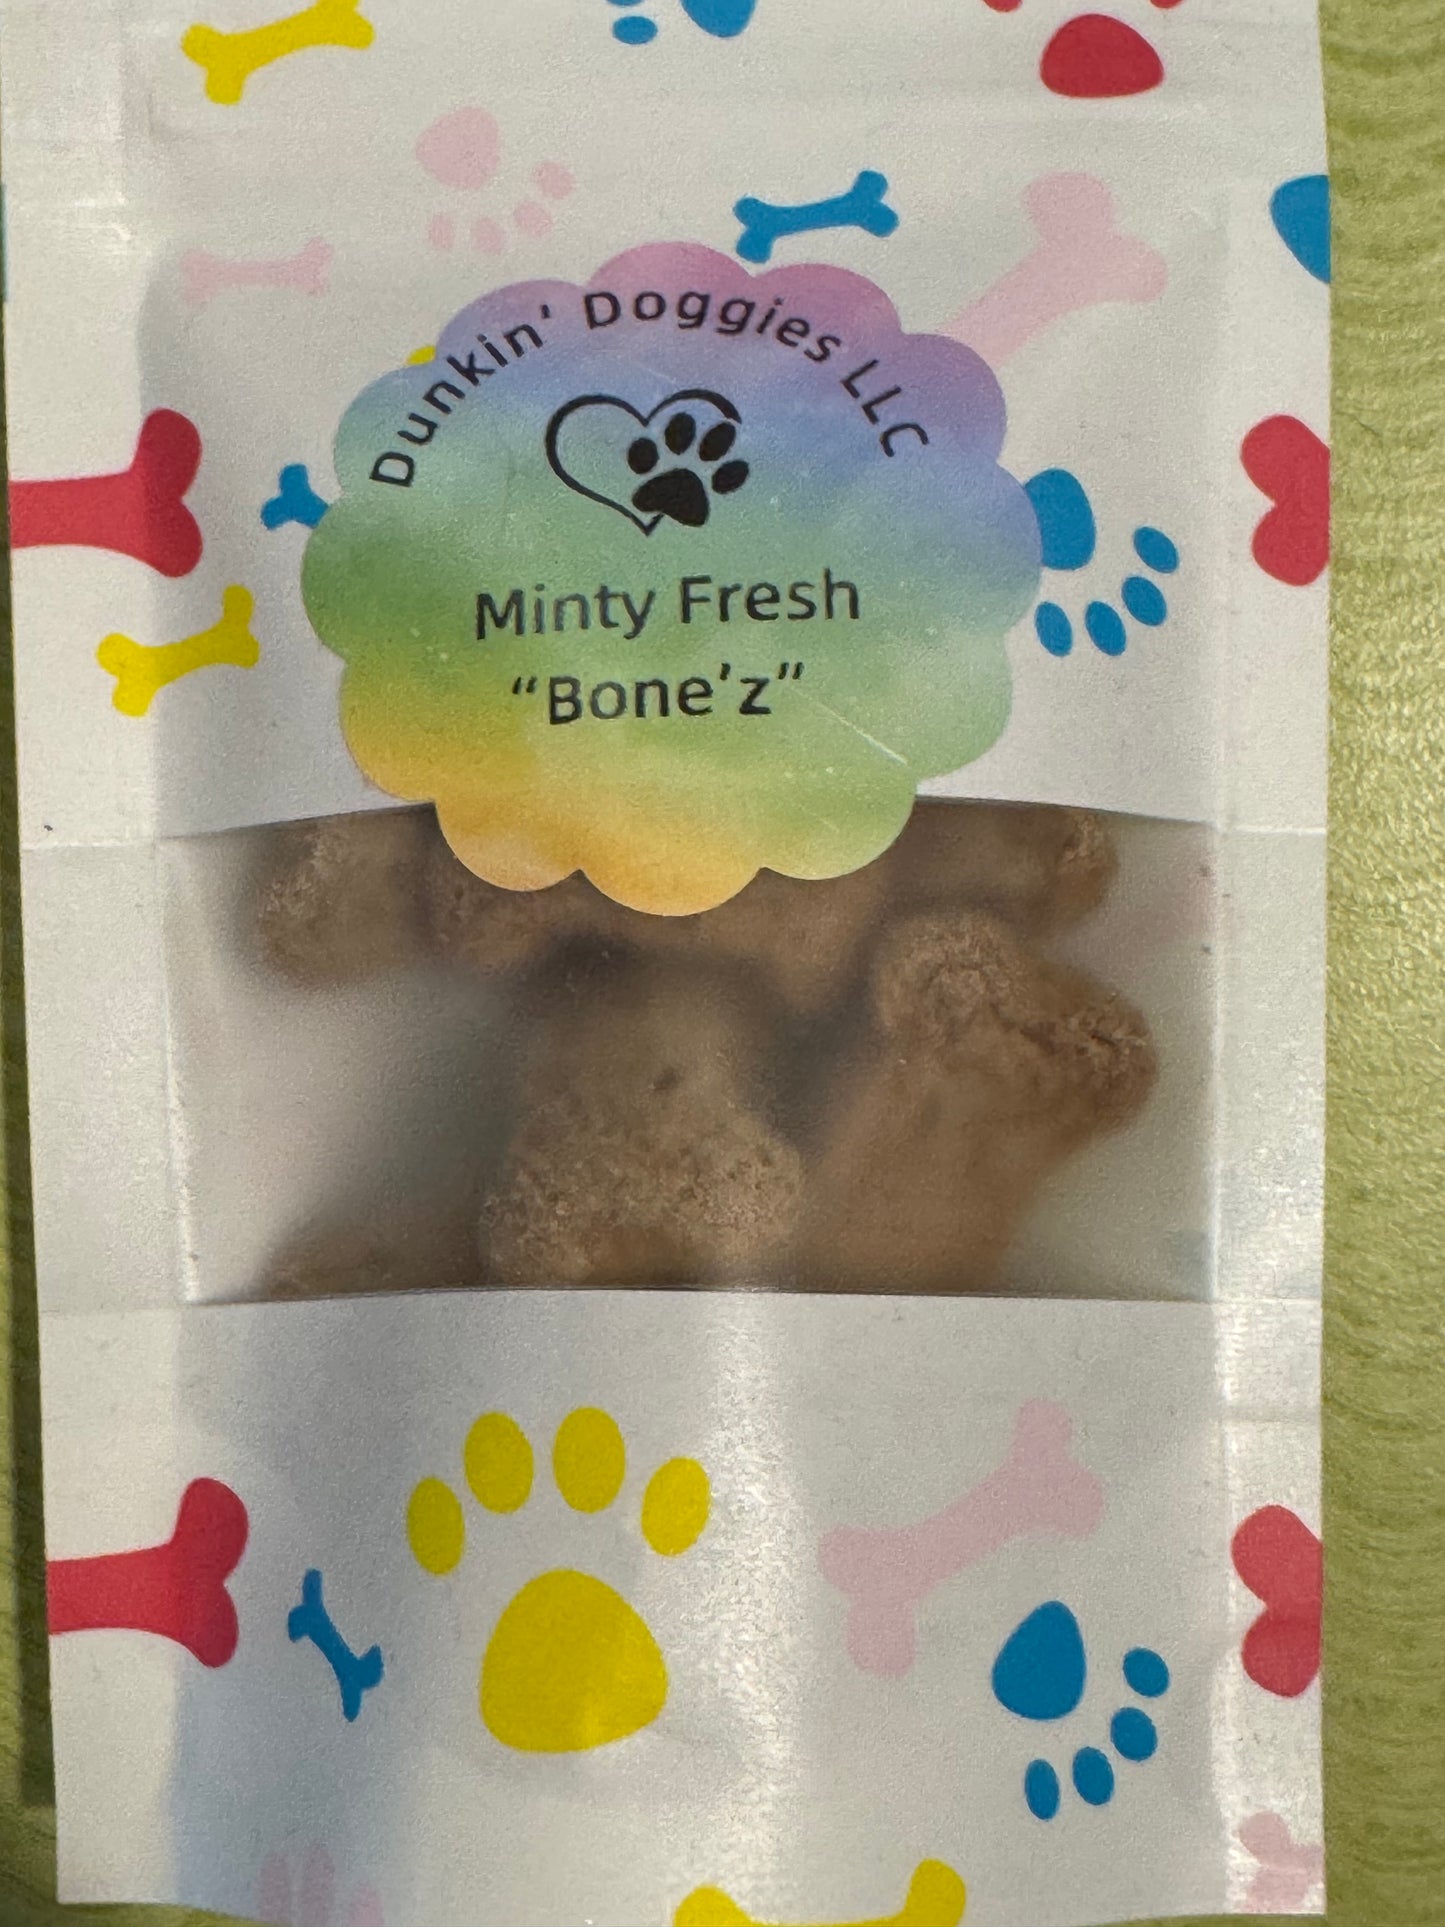 Dunkin' Doggies LLC
Minty Fresh
“Bone’z”